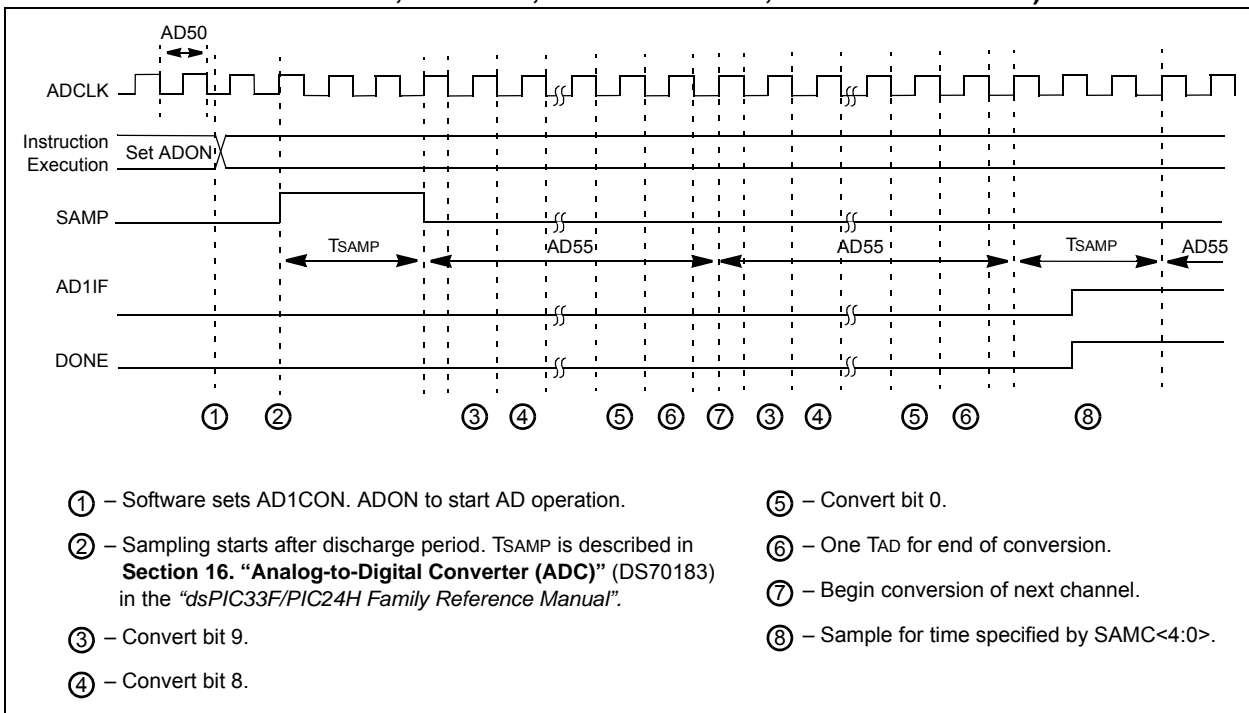 AD50
ADCLK
Instruction
Execution
Set ADON
SAMP
TSAMP
AD55
AD55
TSAMP
AD55
AD1IF
DONE
1 2 3 4 5 6 7 3 4 5 6 8
1 – Software sets AD1CON. ADON to start AD operation.
2 – Sampling starts after discharge period. TSAMP is described in
Section 16. “Analog-to-Digital Converter (ADC)” (DS70183)
in the “dsPIC33F/PIC24H Family Reference Manual”.
3 – Convert bit 9.
4 – Convert bit 8.
5 – Convert bit 0.
6 – One TAD for end of conversion.
7 – Begin conversion of next channel.
8 – Sample for time specified by SAMC<4:0>.